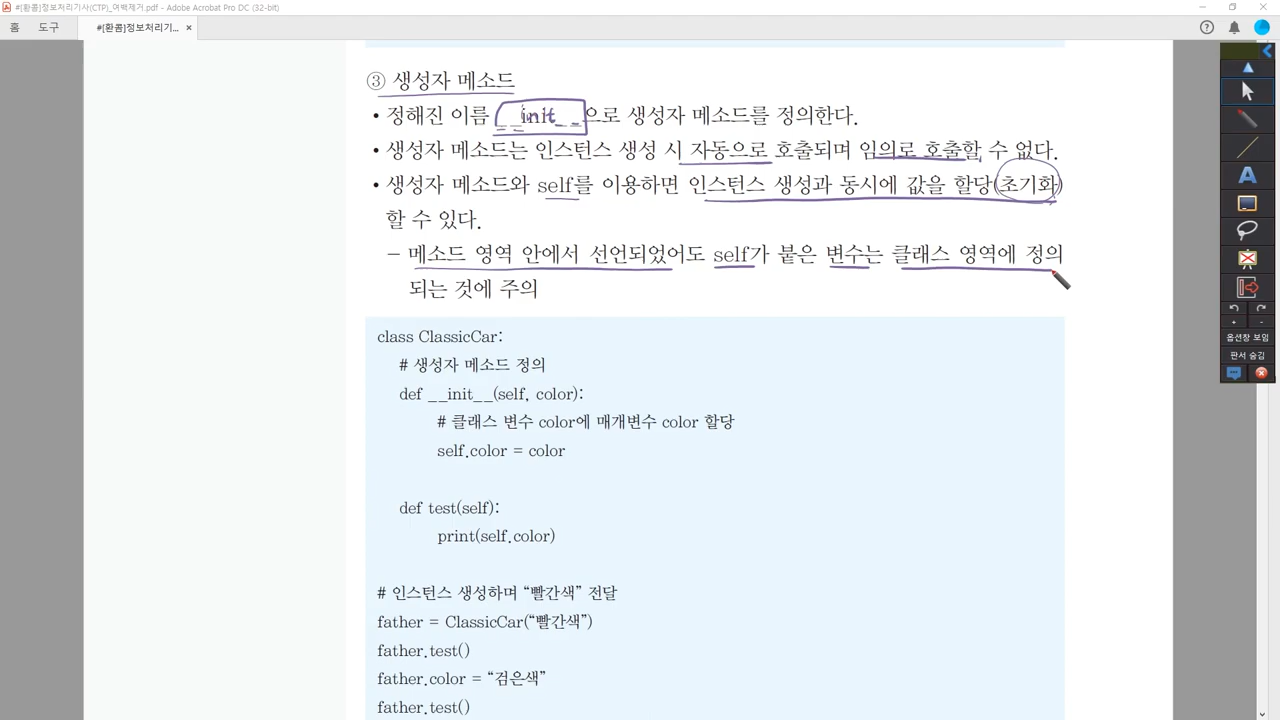 #[환콤]정보처리기사(CTP)_여백제거.pdf - Adobe Acrobat Pro DC (32-bit)
홈 도구 #[환콤]정보처리기... ×
③ 생성자 메소드
• 정해진 이름 __init__으로 생성자 메소드를 정의한다.
• 생성자 메소드는 인스턴스 생성 시 자동으로 호출되며 임의로 호출할 수 없다.
• 생성자 메소드와 self를 이용하면 인스턴스 생성과 동시에 값을 할당(초기화)
할 수 있다.
– 메소드 영역 안에서 선언되었어도 self가 붙은 변수는 클래스 영역에 정의
되는 것에 주의
class ClassicCar:
# 생성자 메소드 정의
def __init__(self, color):
# 클래스 변수 color에 매개변수 color 할당
self.color = color
def test(self):
print(self.color)
# 인스턴스 생성하며 “빨간색” 전달
father = ClassicCar(“빨간색”)
father.test()
father.color = “검은색”
father.test()
옵션창 보임
판서 숨김